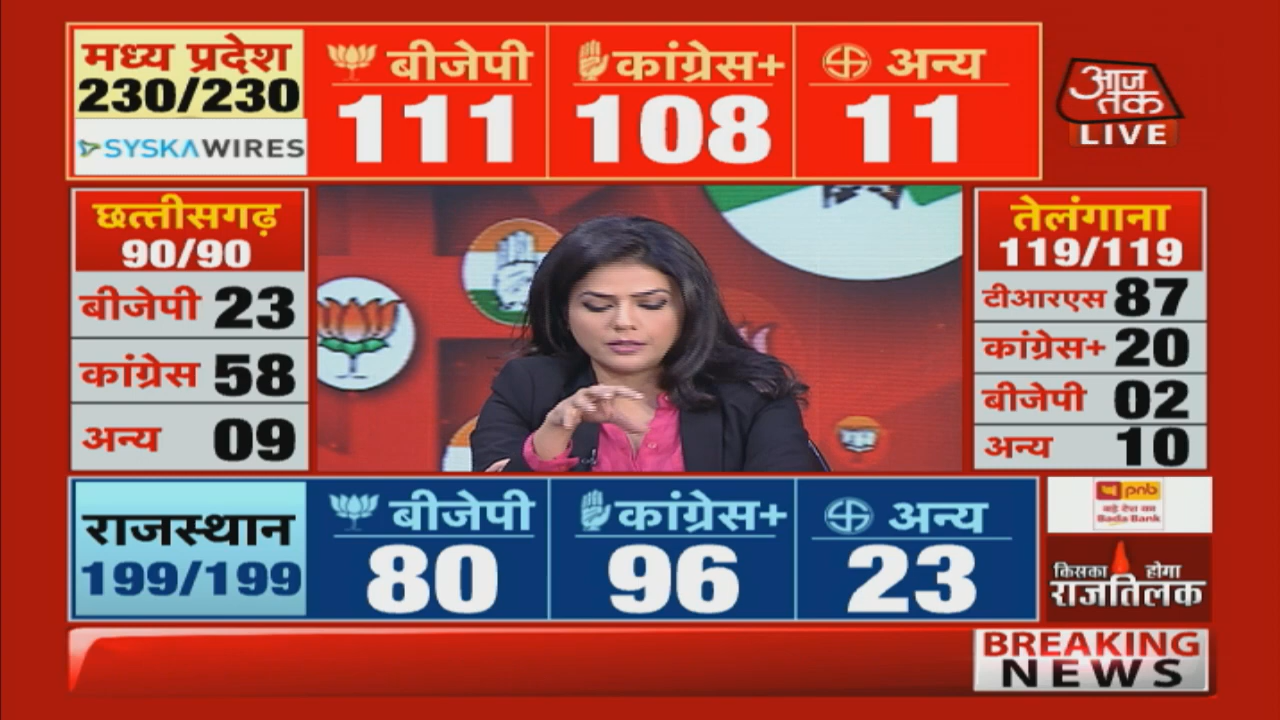 मध्य प्रदेश
230/230
SYSKAWIRES
बीजेपी
111
कांग्रेस+
108
अन्य
11
आज
तक
LIVE
छत्तीसगढ़
90/90
बीजेपी 23
कांग्रेस 58
अन्य 09
तेलंगाना
119/119
टीआरएस 87
कांग्रेस+ 20
बीजेपी 02
अन्य 10
राजस्थान
199/199
बीजेपी
80
कांग्रेस+
96
अन्य
23
pnb
बड़े देश का
Bada Bank
किसका होगा
राजतिलक
BREAKING
NEWS